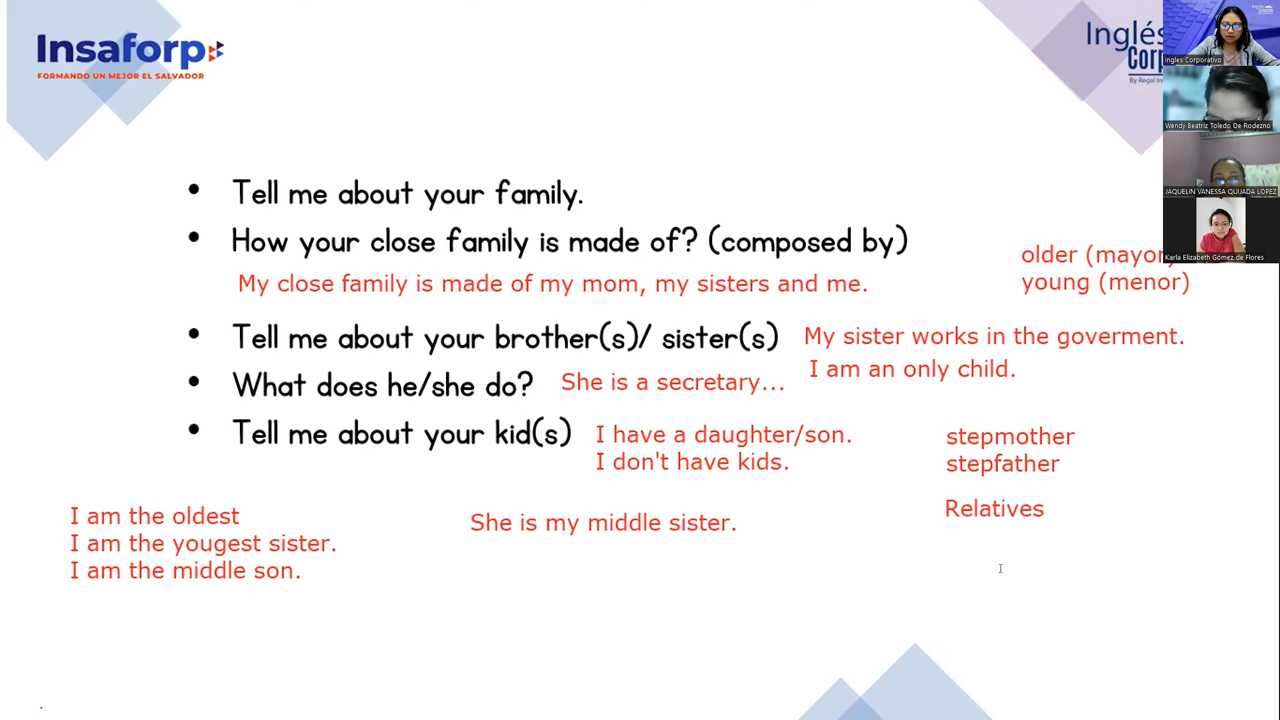 Insaforp
FORMANDO UN MEJOR EL SALVADOR
Inglés
Corp
By Regal In
Ingles Corporativo
Wendy Beatriz Toledo De Rodezno
JAQUELIN VANESSA QUIJADA LOPEZ
Karla Elizabeth Gómez de Flores
• Tell me about your family.
• How your close family is made of? (composed by)
older (mayor)
My close family is made of my mom, my sisters and me.
young (menor)
• Tell me about your brother(s)/ sister(s)
My sister works in the goverment.
I am an only child.
• What does he/she do?
She is a secretary...
• Tell me about your kid(s)
I have a daughter/son.
I don't have kids.
stepmother
stepfather
Relatives
I am the oldest
I am the yougest sister.
I am the middle son.
She is my middle sister.